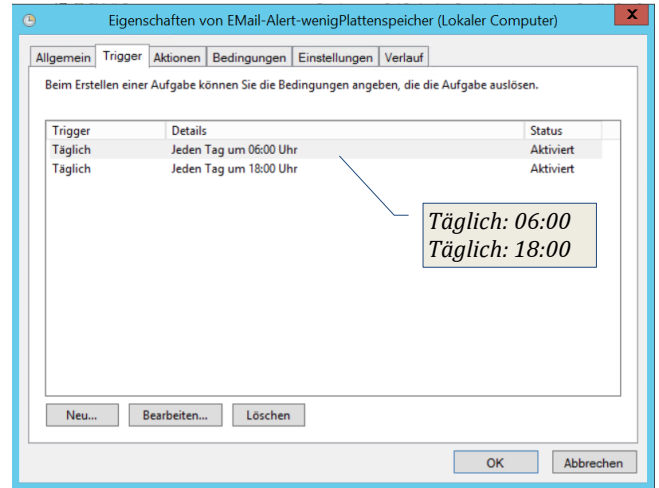 Eigenschaften von EMail-Alert-wenigPlattenspeicher (Lokaler Computer)
X
Allgemein Trigger Aktionen Bedingungen Einstellungen Verlauf
Beim Erstellen einer Aufgabe können Sie die Bedingungen angeben, die die Aufgabe auslösen.
Trigger Details Status
Täglich Jeden Tag um 06:00 Uhr Aktiviert
Täglich Jeden Tag um 18:00 Uhr Aktiviert
Täglich: 06:00
Täglich: 18:00
Neu... Bearbeiten... Löschen
OK Abbrechen